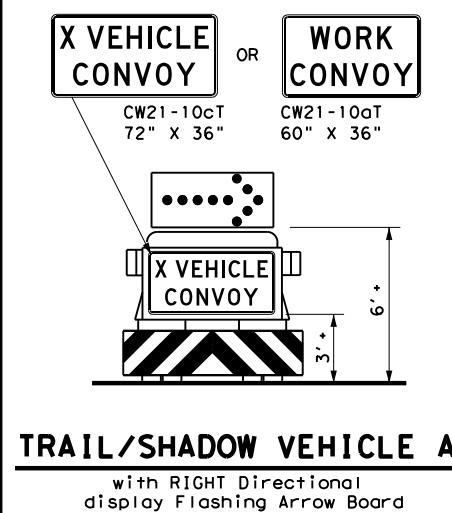 X VEHICLE
CONVOY
OR
WORK
CONVOY
CW21-10cT
72" X 36"
CW21-10aT
60" X 36"
X VEHICLE
CONVOY
6'+
3'+
TRAIL/SHADOW VEHICLE A
with RIGHT Directional
display Flashing Arrow Board